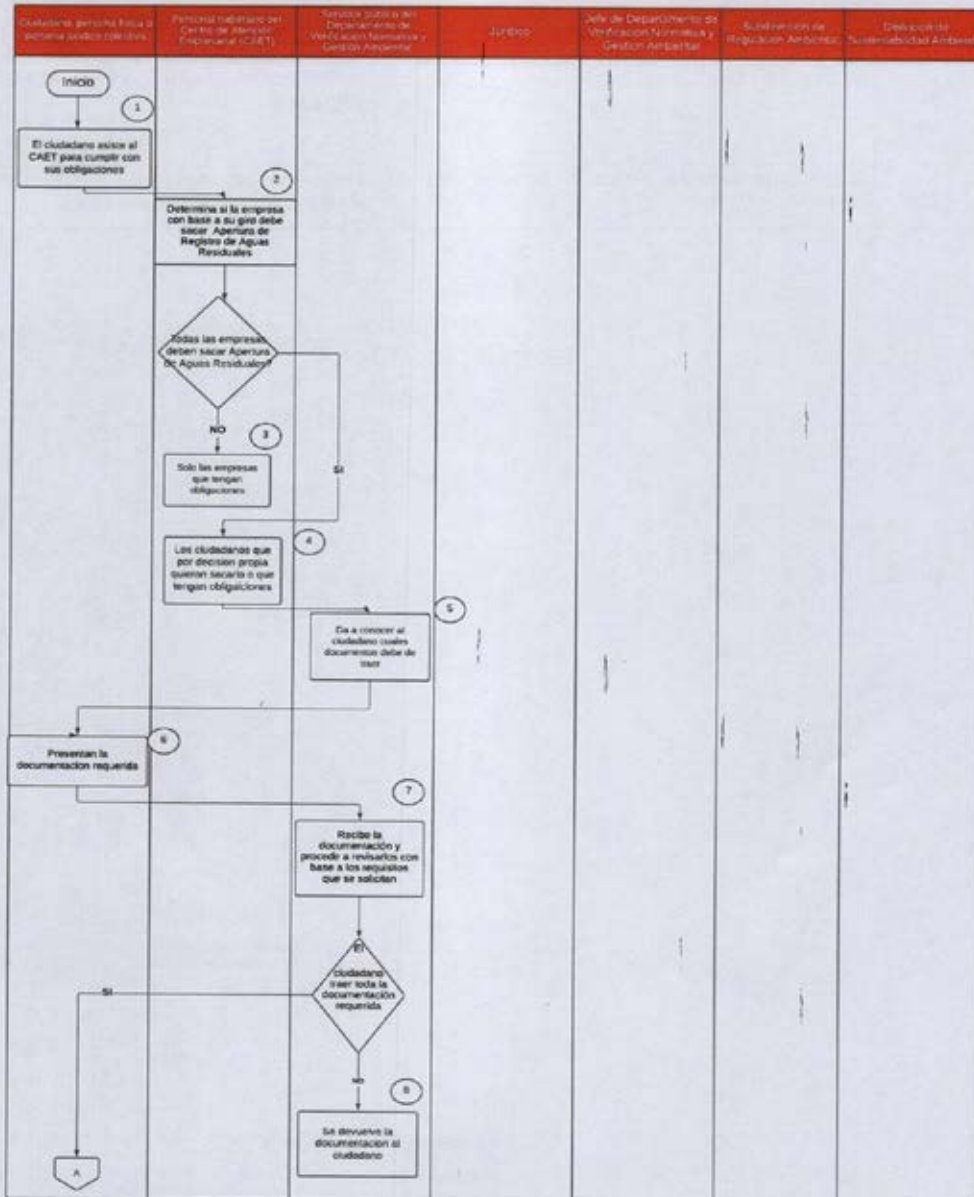 Ciudadano, persona física o
persona jurídico colectiva
Personal habilitado del
Centro de Atención
Empresarial (CAET)
Servidor público del
Departamento de
Verificación Normativa y
Gestión Ambiental
Jurídico
Jefe de Departamento de
Verificación Normativa y
Gestión Ambiental
Subdirección de
Regulación Ambiental
Dirección de
Sustentabilidad
Inicio
1
El ciudadano asiste al
CAET para cumplir con
sus obligaciones
2
Determina si la empresa
con base a su giro debe
sacar Apertura de
Registro de Aguas
Residuales
Todas las empresas
deben sacar Apertura
de Aguas Residuales?
NO
SI
3
Solo las empresas
que tengan
obligaciones
4
Los ciudadanos que
por decision propia
quieran sacarla o que
tengan obligaiciones
5
Da a conocer al
ciudadano cuales
documentos debe de
traer
6
Presentan la
documentacion requerida
7
Recibe la
documentación y
procede a revisarlos con
base a los requisitos
que se solicitan
El
ciudadano
traer toda la
documentación
requerida
SI
NO
8
Se devuelve la
documentacion al
ciudadano
A